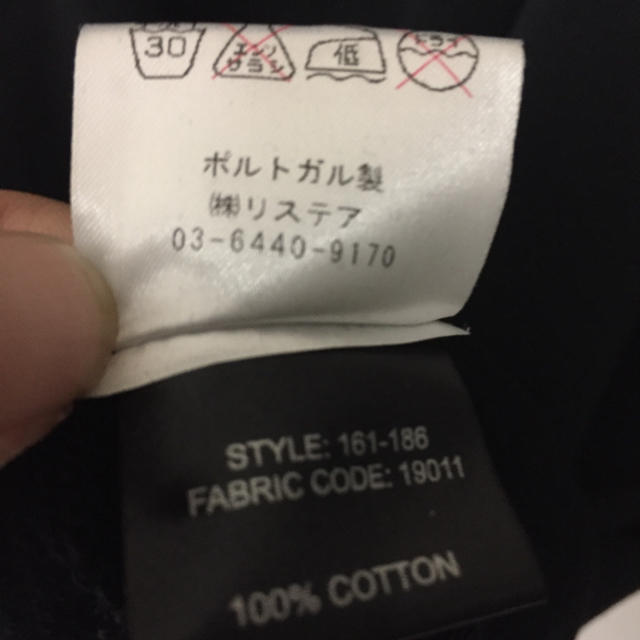 30 エンソ サラシ 低 ドライ
ポルトガル製
㈱リステア
03-6440-9170
STYLE: 161-186
FABRIC CODE: 19011
100% COTTON